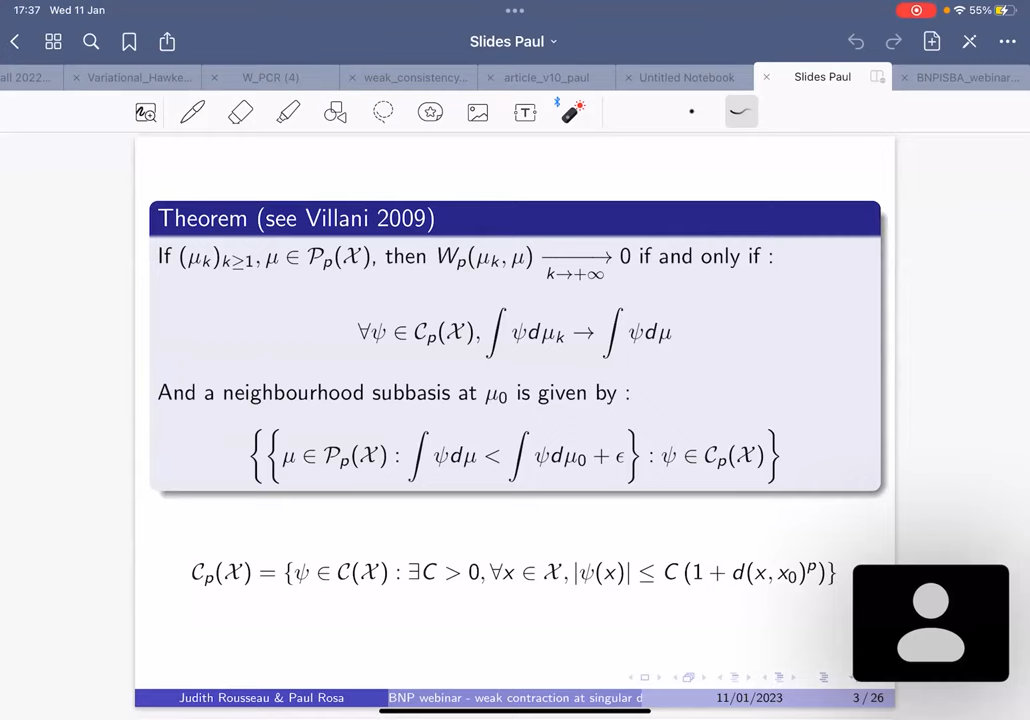 17:37 Wed 11 Jan
55%
Slides Paul
all 2022...
Variational_Hawke...
W_PCR (4)
weak_consistency...
article_v10_paul
Untitled Notebook
Slides Paul
BNPISBA_webinar...
Theorem (see Villani 2009)
If (μ_k)_{k≥1}, μ ∈ 𝒫_p(𝒳), then W_p(μ_k, μ) ⟶_{k→+∞} 0 if and only if :
∀ψ ∈ 𝒞_p(𝒳), ∫ ψdμ_k → ∫ ψdμ
And a neighbourhood subbasis at μ_0 is given by :
{{μ ∈ 𝒫_p(𝒳) : ∫ ψdμ < ∫ ψdμ_0 + ϵ} : ψ ∈ 𝒞_p(𝒳)}
𝒞_p(𝒳) = {ψ ∈ 𝒞(𝒳) : ∃C > 0, ∀x ∈ 𝒳, |ψ(x)| ≤ C (1 + d(x, x_0)^p)}
Judith Rousseau & Paul Rosa
BNP webinar - weak contraction at singular d
11/01/2023
3 / 26